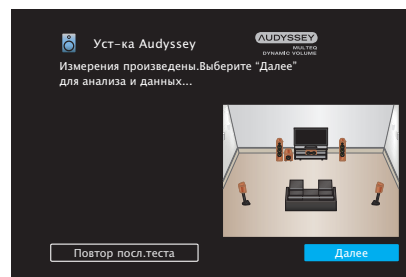 Уст-ка Audyssey
AUDYSSEY
MULTEQ
DYNAMIC VOLUME
Измерения произведены.Выберите “Далее”
для анализа и данных...
Повтор посл.теста
Далее